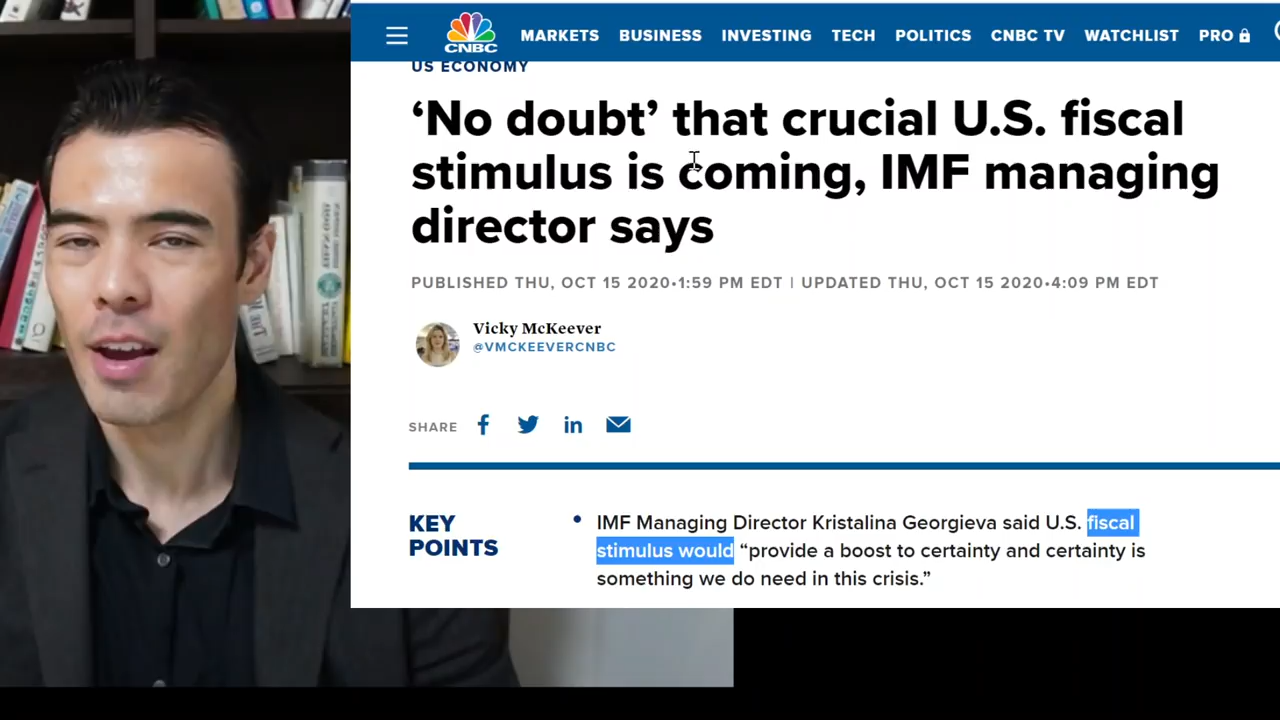 CNBC
MARKETS BUSINESS INVESTING TECH POLITICS CNBC TV WATCHLIST PRO
US ECONOMY
‘No doubt’ that crucial U.S. fiscal
stimulus is coming, IMF managing
director says
PUBLISHED THU, OCT 15 2020•1:59 PM EDT | UPDATED THU, OCT 15 2020•4:09 PM EDT
Vicky McKeever
@VMCKEEVERCNBC
SHARE
KEY
POINTS
• IMF Managing Director Kristalina Georgieva said U.S. fiscal
stimulus would “provide a boost to certainty and certainty is
something we do need in this crisis.”